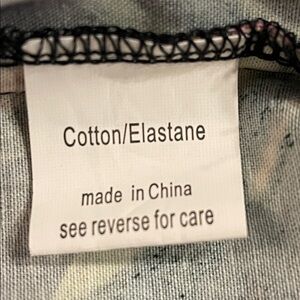 Cotton/Elastane
made in China
see reverse for care